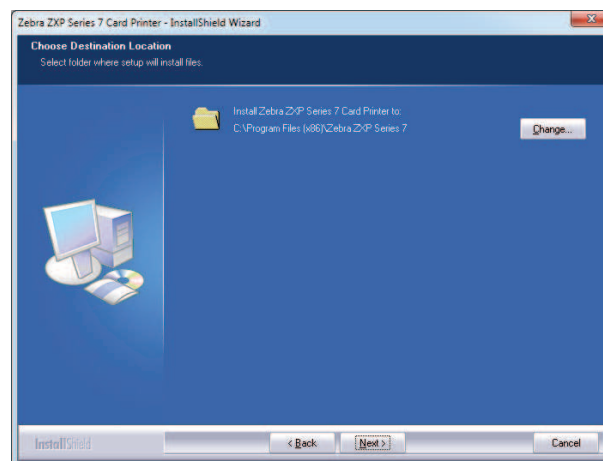 Zebra ZXP Series 7 Card Printer - InstallShield Wizard
Choose Destination Location
Select folder where setup will install files.
Install Zebra ZXP Series 7 Card Printer to:
C:\Program Files (x86)\Zebra ZXP Series 7
Change...
InstallShield
< Back
Next >
Cancel